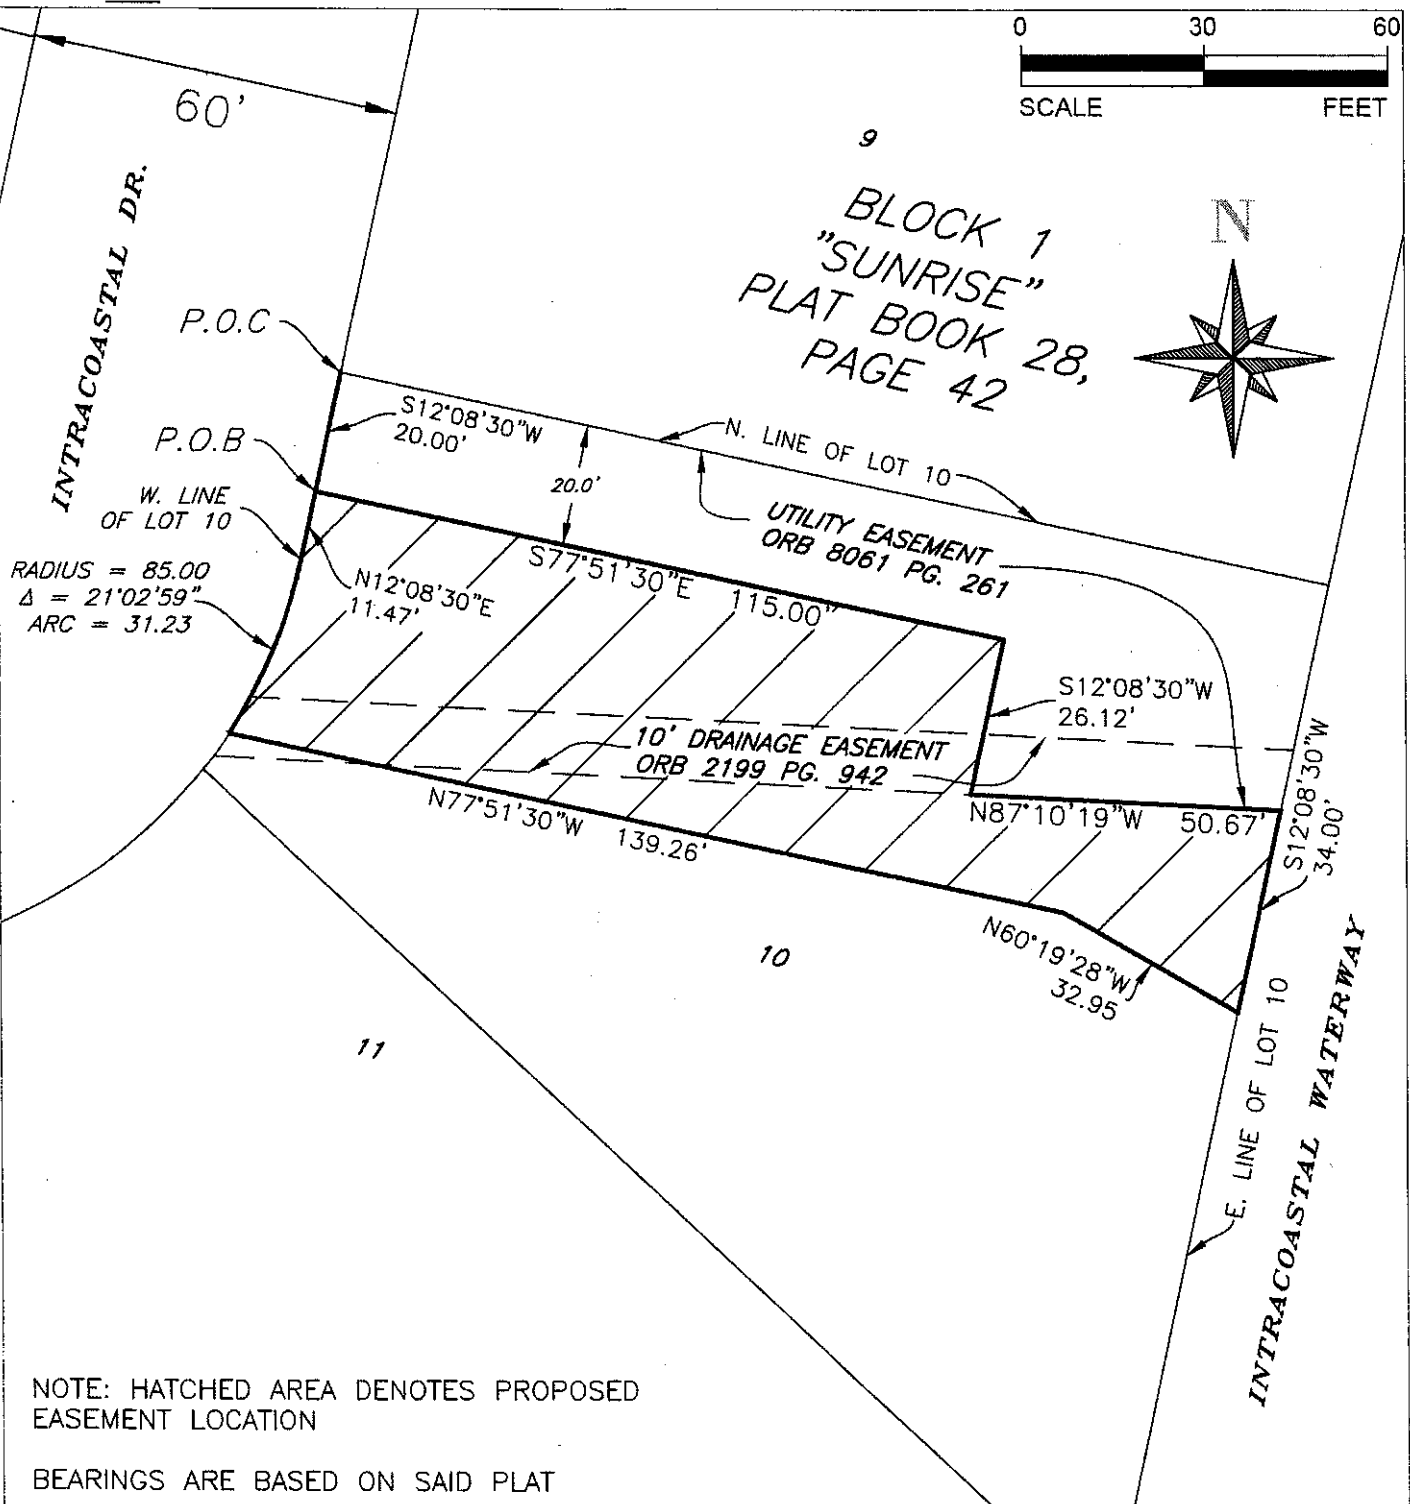 0 30 60
SCALE FEET
60'
INTRACOASTAL DR.
9
BLOCK 1
"SUNRISE"
PLAT BOOK 28,
PAGE 42
N
P.O.C
S12°08'30"W
20.00'
P.O.B
N. LINE OF LOT 10
20.0'
W. LINE
OF LOT 10
UTILITY EASEMENT
ORB 8061 PG. 261
S77°51'30"E 115.00'
RADIUS = 85.00
Δ = 21°02'59"
ARC = 31.23
N12°08'30"E
11.47'
S12°08'30"W
26.12'
10' DRAINAGE EASEMENT
ORB 2199 PG. 942
N87°10'19"W 50.67'
S12°08'30"W
34.00'
N77°51'30"W 139.26'
N60°19'28"W
32.95
10
11
E. LINE OF LOT 10
INTRACOASTAL WATERWAY
NOTE: HATCHED AREA DENOTES PROPOSED
EASEMENT LOCATION
BEARINGS ARE BASED ON SAID PLAT